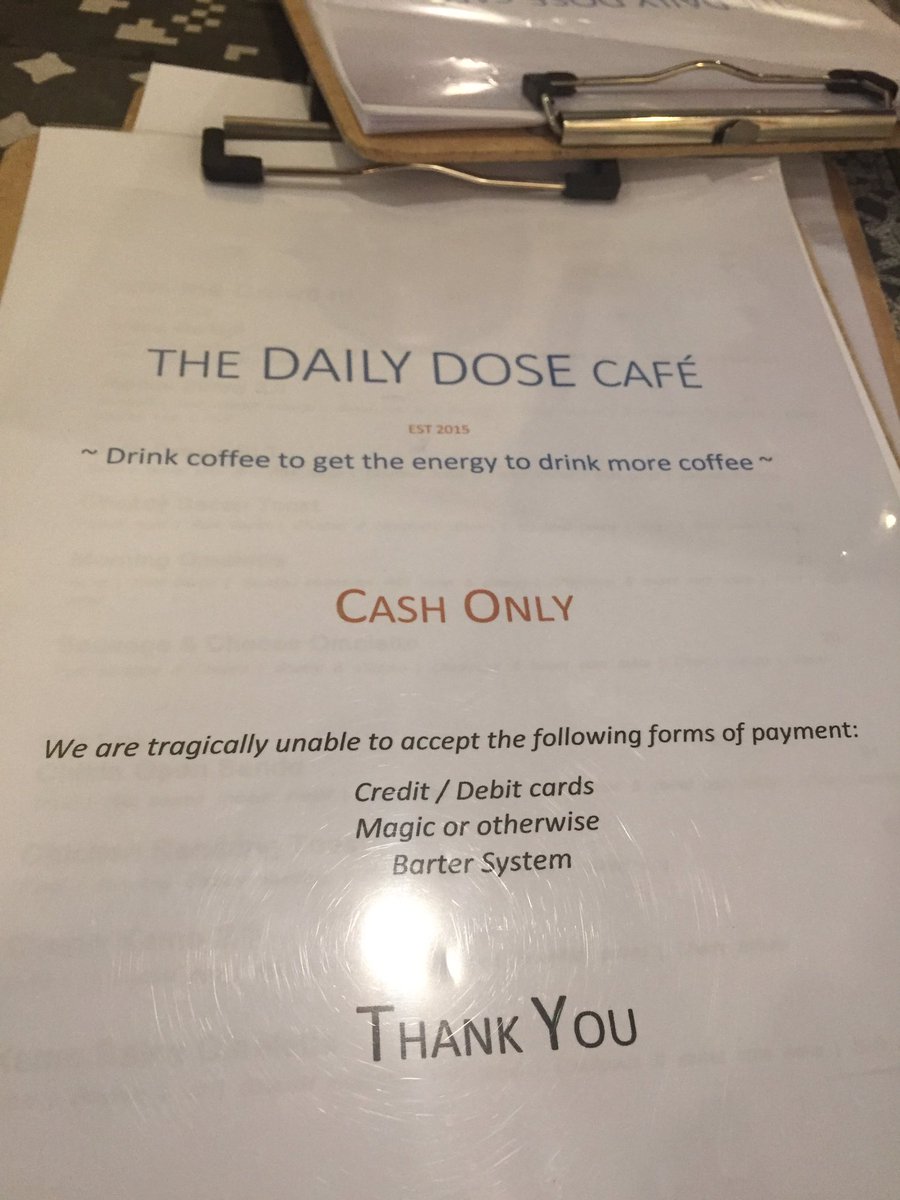 THE DAILY DOSE CAFÉ
EST 2015
~ Drink coffee to get the energy to drink more coffee ~
CASH ONLY
We are tragically unable to accept the following forms of payment:
Credit / Debit cards
Magic or otherwise
Barter System
THANK YOU